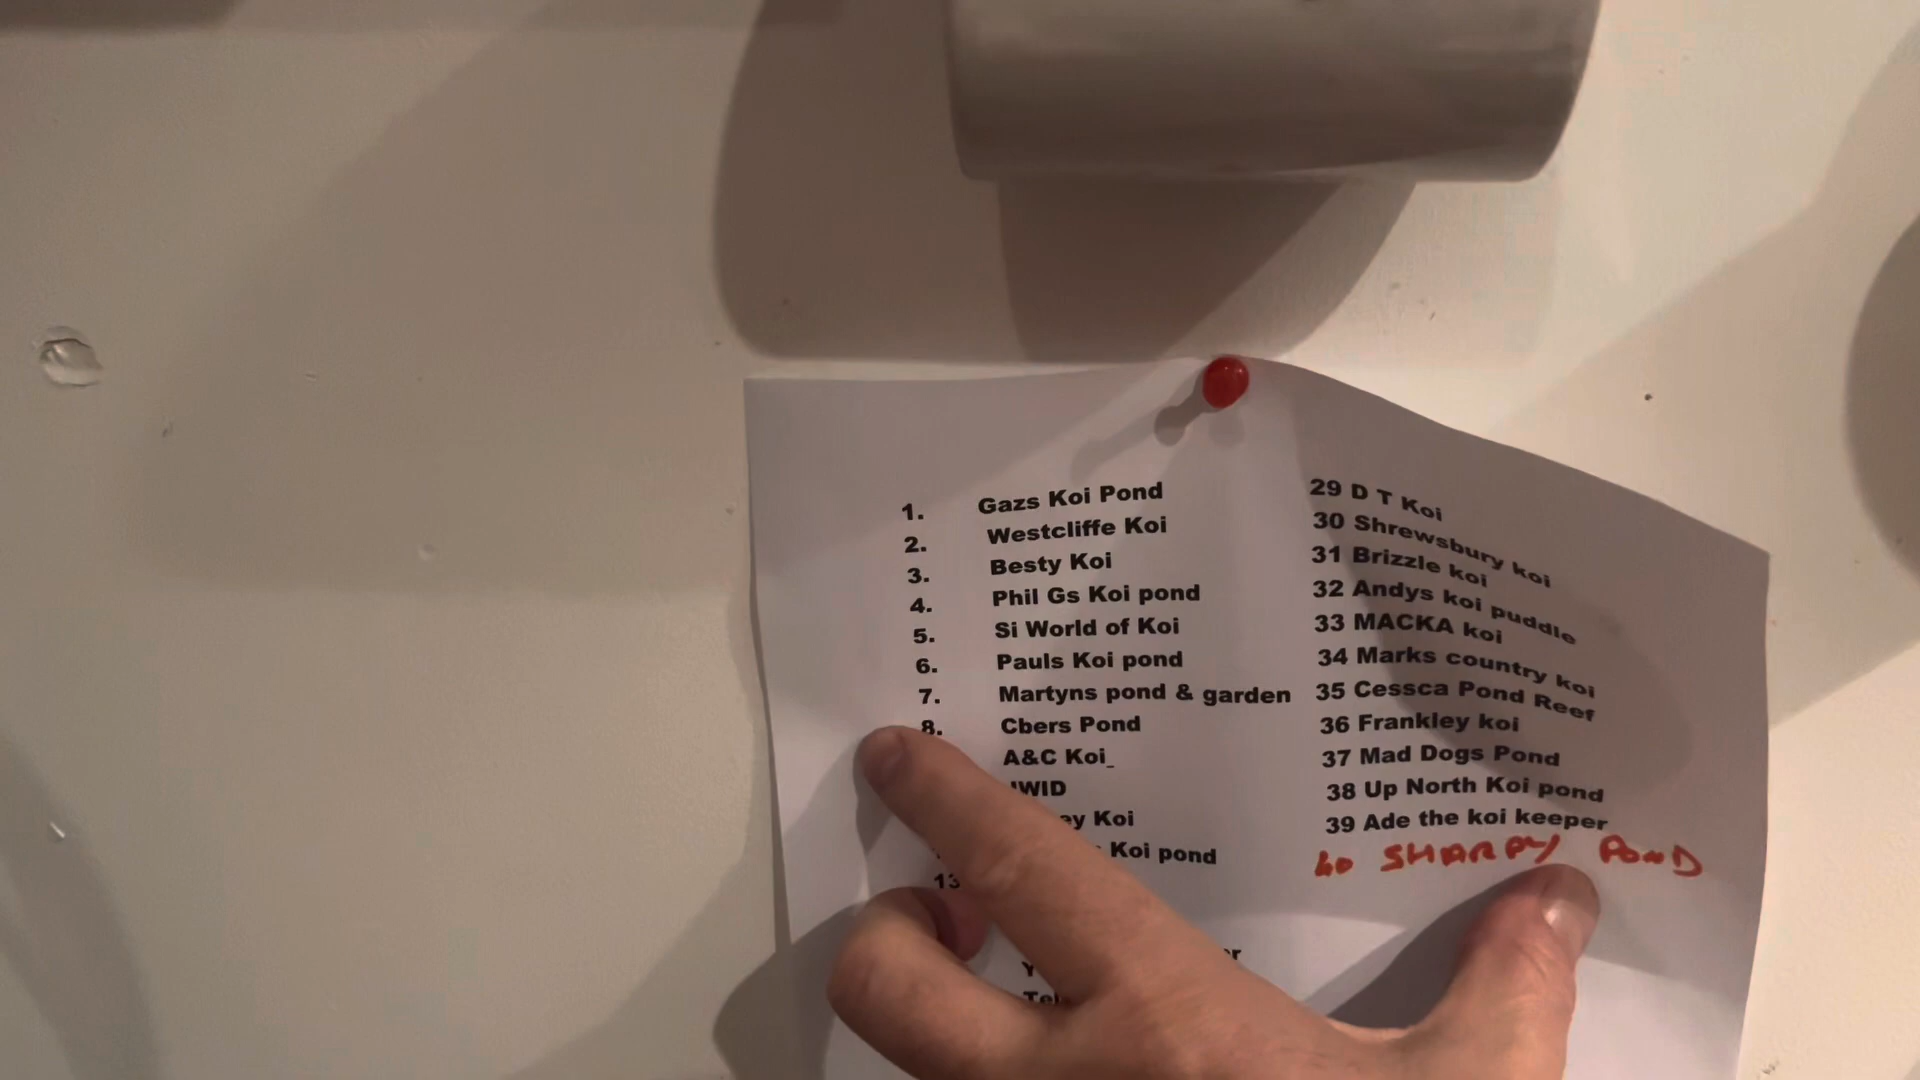 1. Gazs Koi Pond
2. Westcliffe Koi
3. Besty Koi
4. Phil Gs Koi pond
5. Si World of Koi
6. Pauls Koi pond
7. Martyns pond & garden
8. Cbers Pond
A&C Koi_
Koi
Koi pond
13
29 D T Koi
30 Shrewsbury koi
31 Brizzle koi
32 Andys koi puddle
33 MACKA koi
34 Marks country koi
35 Cessca Pond Reef
36 Frankley koi
37 Mad Dogs Pond
38 Up North Koi pond
39 Ade the koi keeper
40 SHARPY POND